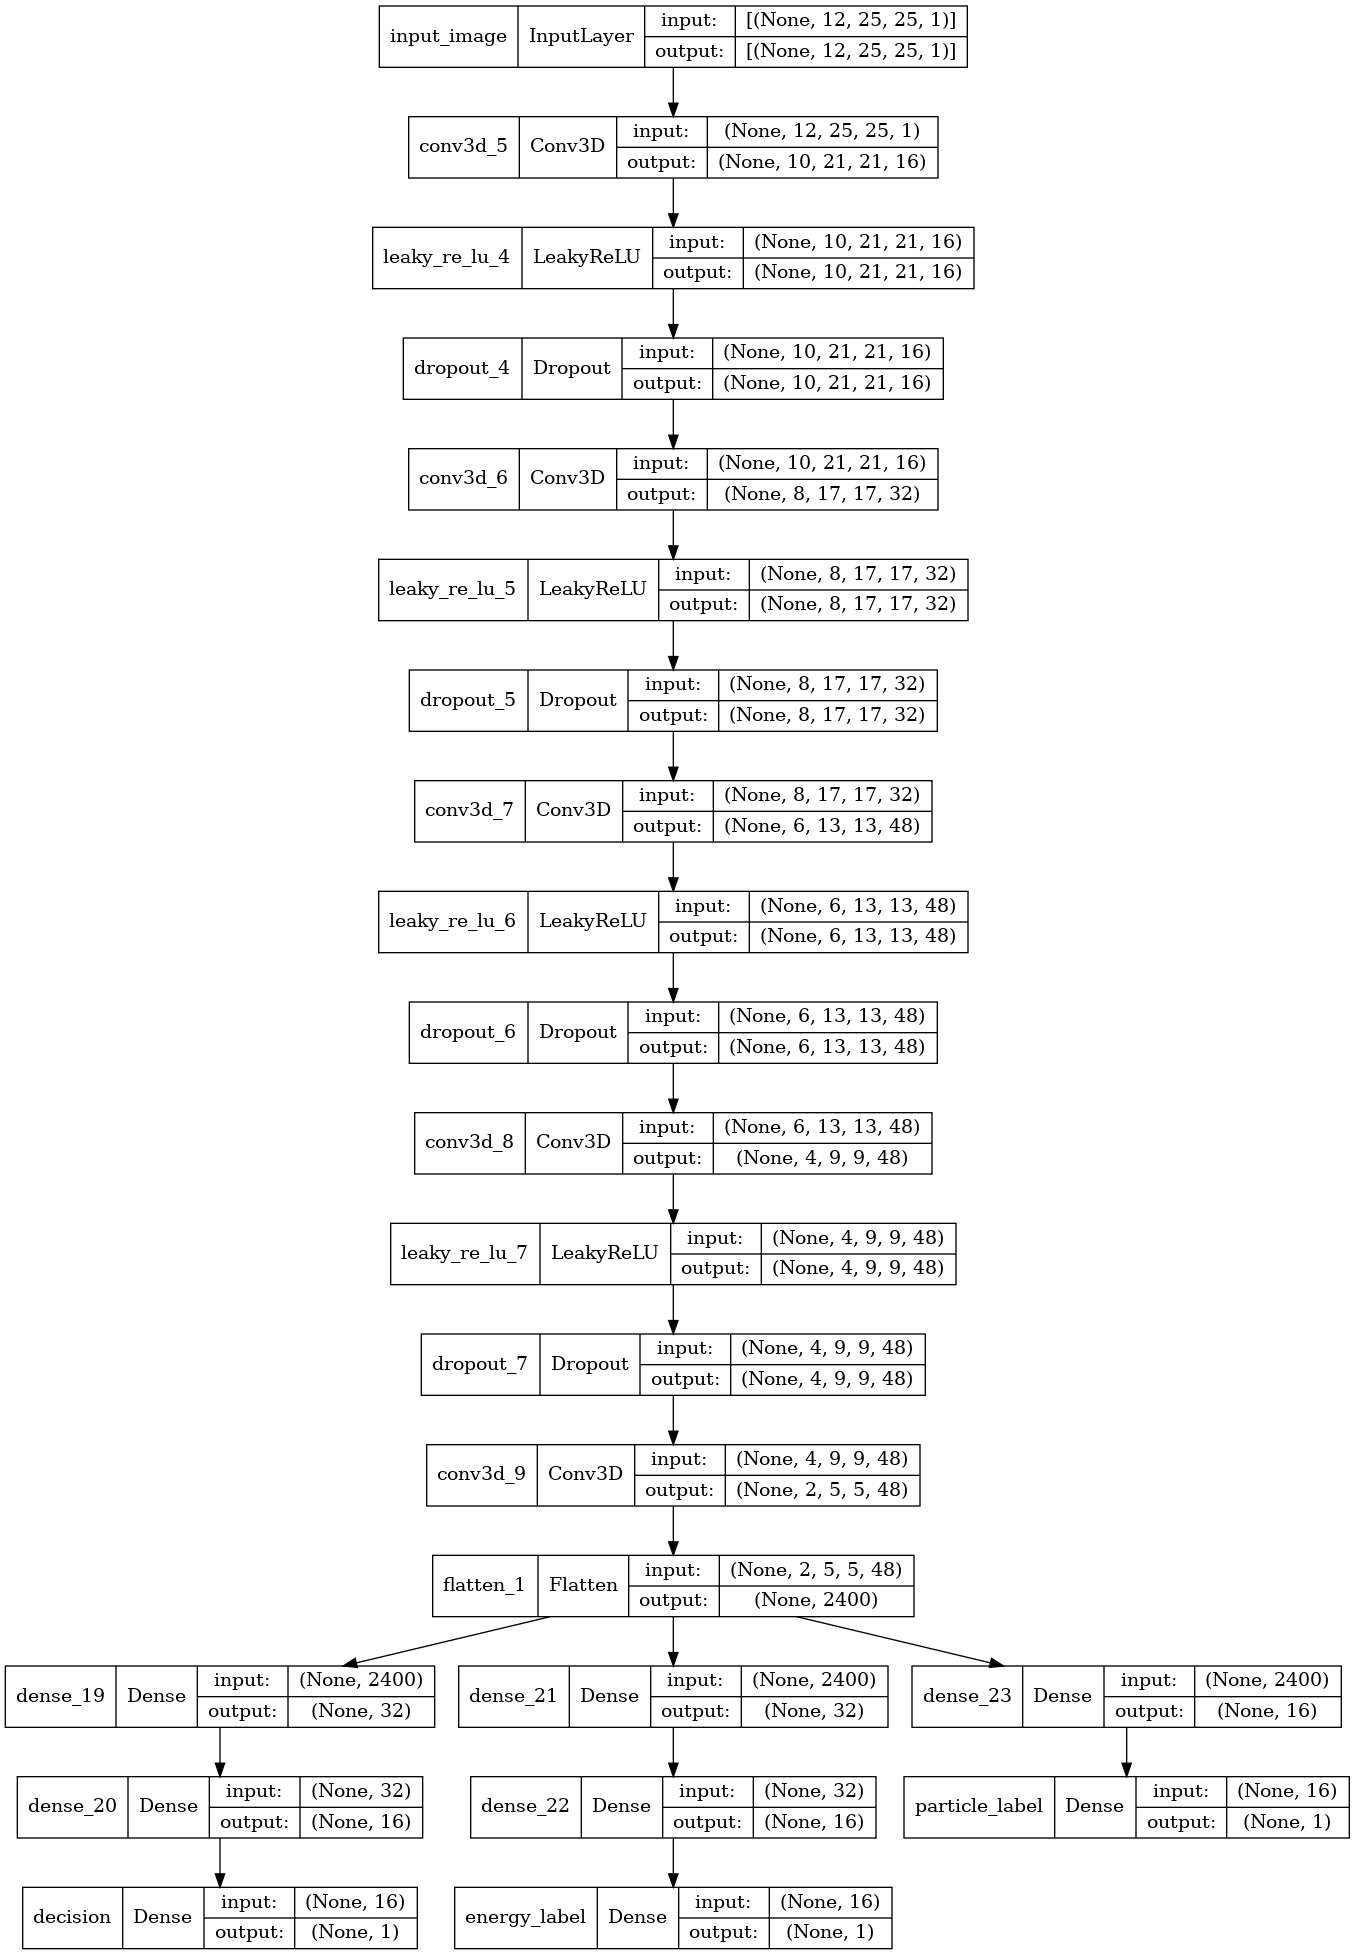 input_image InputLayer input: [(None, 12, 25, 25, 1)]
output: [(None, 12, 25, 25, 1)]
conv3d_5 Conv3D input: (None, 12, 25, 25, 1)
output: (None, 10, 21, 21, 16)
leaky_re_lu_4 LeakyReLU input: (None, 10, 21, 21, 16)
output: (None, 10, 21, 21, 16)
dropout_4 Dropout input: (None, 10, 21, 21, 16)
output: (None, 10, 21, 21, 16)
conv3d_6 Conv3D input: (None, 10, 21, 21, 16)
output: (None, 8, 17, 17, 32)
leaky_re_lu_5 LeakyReLU input: (None, 8, 17, 17, 32)
output: (None, 8, 17, 17, 32)
dropout_5 Dropout input: (None, 8, 17, 17, 32)
output: (None, 8, 17, 17, 32)
conv3d_7 Conv3D input: (None, 8, 17, 17, 32)
output: (None, 6, 13, 13, 48)
leaky_re_lu_6 LeakyReLU input: (None, 6, 13, 13, 48)
output: (None, 6, 13, 13, 48)
dropout_6 Dropout input: (None, 6, 13, 13, 48)
output: (None, 6, 13, 13, 48)
conv3d_8 Conv3D input: (None, 6, 13, 13, 48)
output: (None, 4, 9, 9, 48)
leaky_re_lu_7 LeakyReLU input: (None, 4, 9, 9, 48)
output: (None, 4, 9, 9, 48)
dropout_7 Dropout input: (None, 4, 9, 9, 48)
output: (None, 4, 9, 9, 48)
conv3d_9 Conv3D input: (None, 4, 9, 9, 48)
output: (None, 2, 5, 5, 48)
flatten_1 Flatten input: (None, 2, 5, 5, 48)
output: (None, 2400)
dense_19 Dense input: (None, 2400)
output: (None, 32)
dense_21 Dense input: (None, 2400)
output: (None, 32)
dense_23 Dense input: (None, 2400)
output: (None, 16)
dense_20 Dense input: (None, 32)
output: (None, 16)
dense_22 Dense input: (None, 32)
output: (None, 16)
particle_label Dense input: (None, 16)
output: (None, 1)
decision Dense input: (None, 16)
output: (None, 1)
energy_label Dense input: (None, 16)
output: (None, 1)